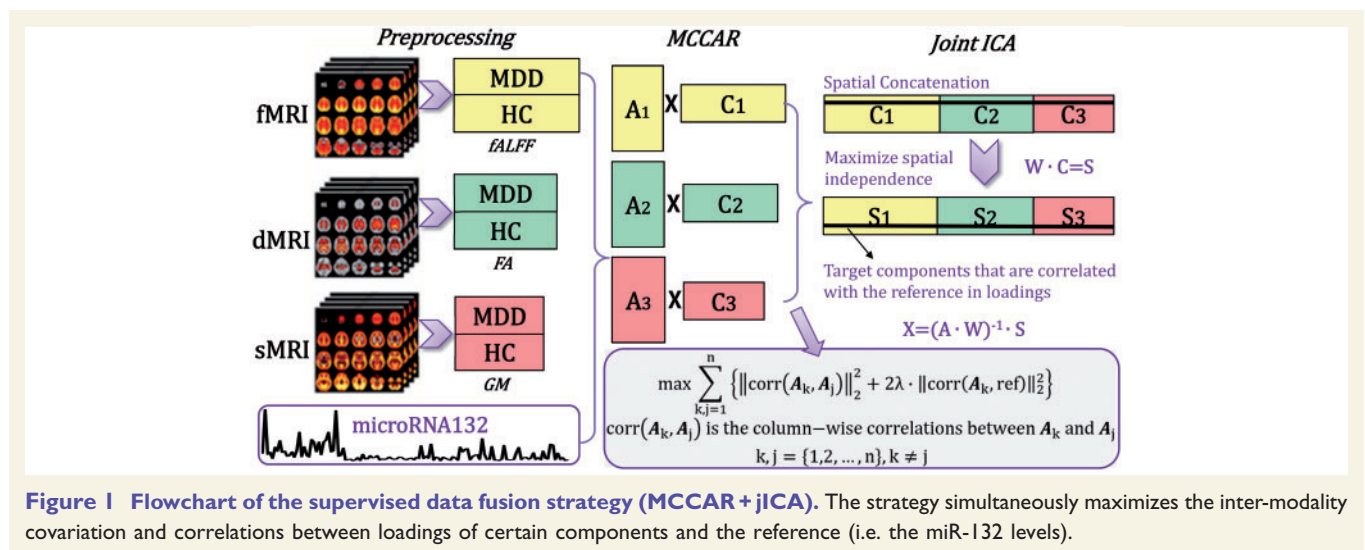 Preprocessing
MCCAR
Joint ICA
fMRI
MDD
HC
fALFF
dMRI
MDD
HC
FA
sMRI
MDD
HC
GM
microRNA132
A₁ X C1
A₂ X C2
A₃ X C3
Spatial Concatenation
C1 C2 C3
Maximize spatial
independence
W · C=S
S1 S2 S3
Target components that are correlated
with the reference in loadings
X=(A · W)⁻¹ · S
max ∑ₖ,ⱼ₌₁ⁿ {‖corr(Aₖ, Aⱼ)‖₂² + 2λ · ‖corr(Aₖ, ref)‖₂²}
corr(Aₖ, Aⱼ) is the column−wise correlations between Aₖ and Aⱼ
k, j = {1,2, … , n}, k ≠ j
Figure 1 Flowchart of the supervised data fusion strategy (MCCAR + jICA). The strategy simultaneously maximizes the inter-modality
covariation and correlations between loadings of certain components and the reference (i.e. the miR-132 levels).